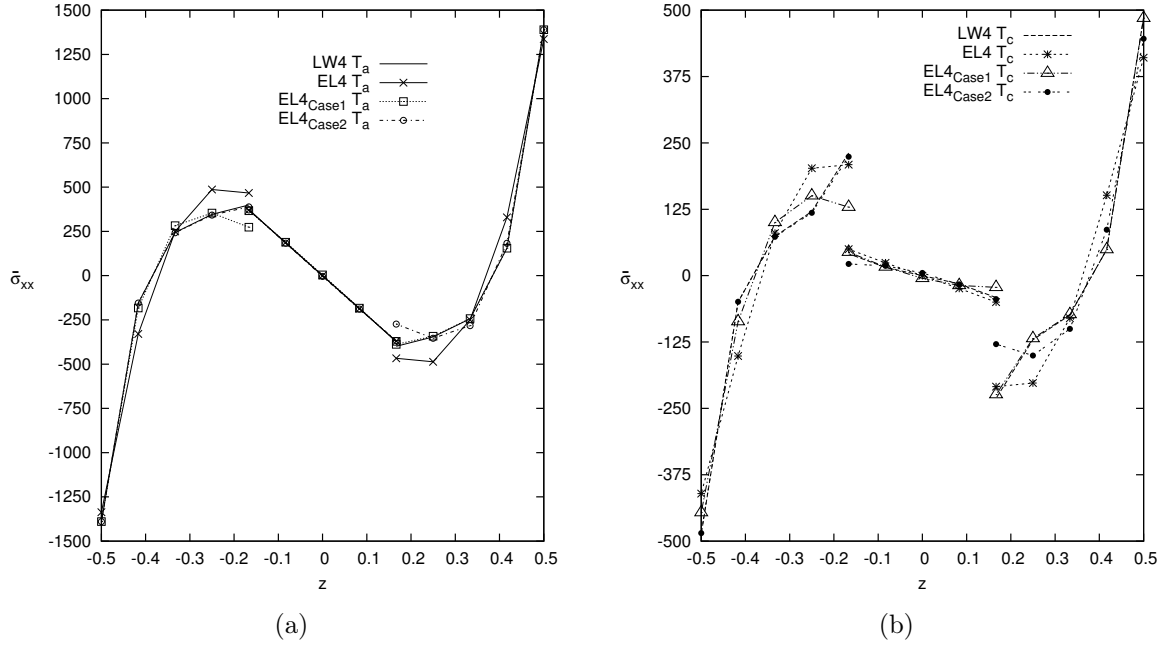 1500
1250
1000
750
500
250
0
-250
-500
-750
-1000
-1250
-1500
σ̄xx
-0.5 -0.4 -0.3 -0.2 -0.1 0 0.1 0.2 0.3 0.4 0.5
z
LW4 Ta
EL4 Ta
EL4Case1 Ta
EL4Case2 Ta
(a)
500
375
250
125
0
-125
-250
-375
-500
σ̄xx
-0.5 -0.4 -0.3 -0.2 -0.1 0 0.1 0.2 0.3 0.4 0.5
z
LW4 Tc
EL4 Tc
EL4Case1 Tc
EL4Case2 Tc
(b)